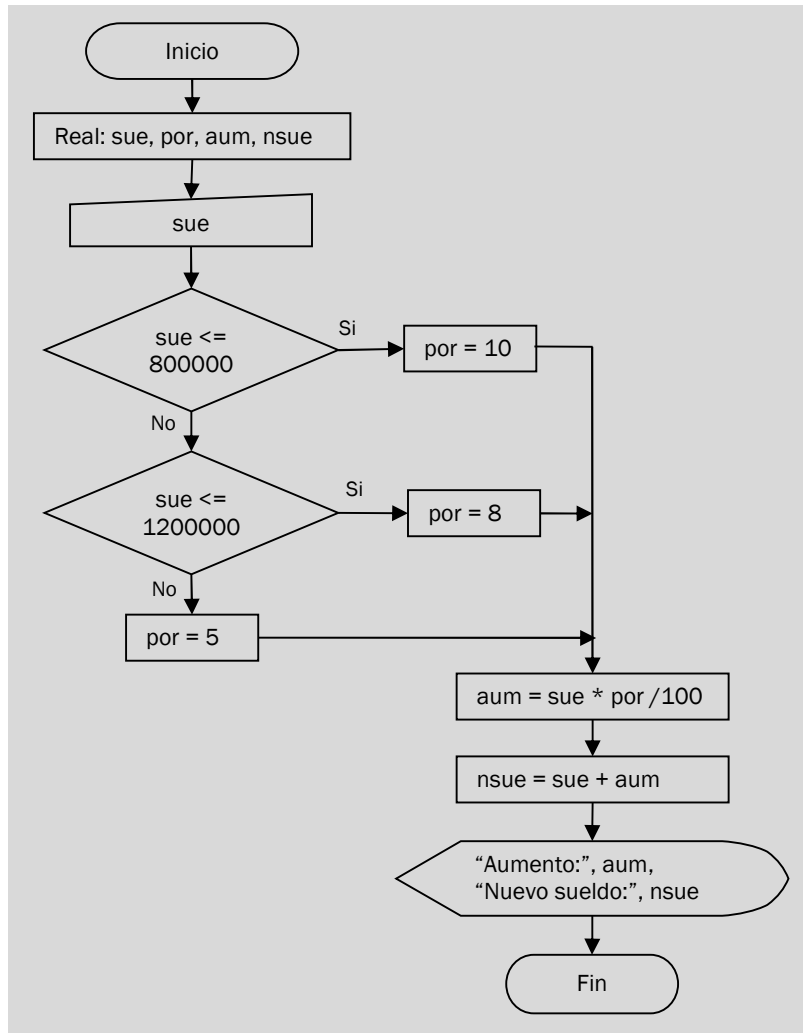 Inicio
Real: sue, por, aum, nsue
sue
sue <=
800000
Si
por = 10
No
sue <=
1200000
Si
por = 8
No
por = 5
aum = sue * por /100
nsue = sue + aum
“Aumento:”, aum,
“Nuevo sueldo:”, nsue
Fin